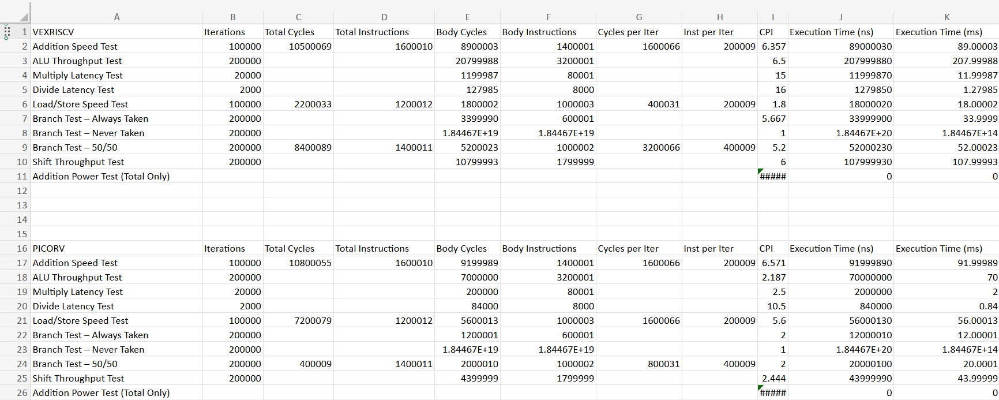 A B C D E F G H I J K
1 VEXRISCV Iterations Total Cycles Total Instructions Body Cycles Body Instructions Cycles per Iter Inst per Iter CPI Execution Time (ns) Execution Time (ms)
2 Addition Speed Test 100000 10500069 1600010 8900003 1400001 1600066 200009 6.357 89000030 89.00003
3 ALU Throughput Test 200000 20799988 3200001 6.5 207999880 207.99988
4 Multiply Latency Test 20000 1199987 80001 15 11999870 11.99987
5 Divide Latency Test 2000 127985 8000 16 1279850 1.27985
6 Load/Store Speed Test 100000 2200033 1200012 1800002 1000003 400031 200009 1.8 18000020 18.00002
7 Branch Test – Always Taken 200000 3399990 600001 5.667 33999900 33.9999
8 Branch Test – Never Taken 200000 1.84467E+19 1.84467E+19 1 1.84467E+20 1.84467E+14
9 Branch Test – 50/50 200000 8400089 1400011 5200023 1000002 3200066 400009 5.2 52000230 52.00023
10 Shift Throughput Test 200000 10799993 1799999 6 107999930 107.99993
11 Addition Power Test (Total Only) ##### 0 0
12
13
14
15
16 PICORV Iterations Total Cycles Total Instructions Body Cycles Body Instructions Cycles per Iter Inst per Iter CPI Execution Time (ns) Execution Time (ms)
17 Addition Speed Test 100000 10800055 1600010 9199989 1400001 1600066 200009 6.571 91999890 91.99989
18 ALU Throughput Test 200000 7000000 3200001 2.187 70000000 70
19 Multiply Latency Test 20000 200000 80001 2.5 2000000 2
20 Divide Latency Test 2000 84000 8000 10.5 840000 0.84
21 Load/Store Speed Test 100000 7200079 1200012 5600013 1000003 1600066 200009 5.6 56000130 56.00013
22 Branch Test – Always Taken 200000 1200001 600001 2 12000010 12.00001
23 Branch Test – Never Taken 200000 1.84467E+19 1.84467E+19 1 1.84467E+20 1.84467E+14
24 Branch Test – 50/50 200000 400009 1400011 2000010 1000002 800031 400009 2 20000100 20.0001
25 Shift Throughput Test 200000 4399999 1799999 2.444 43999990 43.99999
26 Addition Power Test (Total Only) ##### 0 0